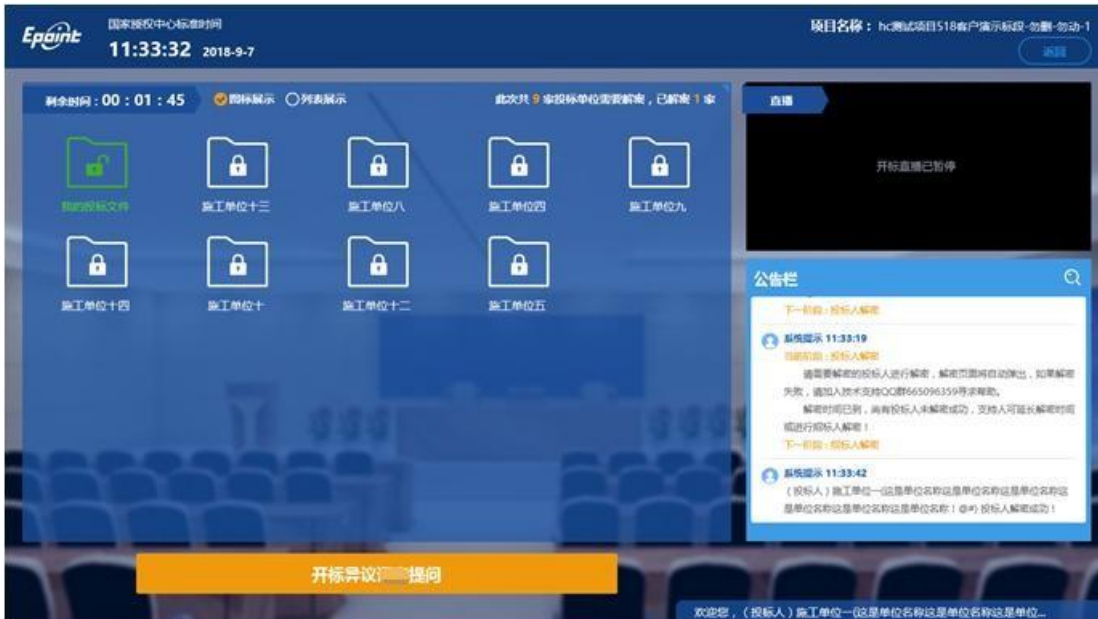 Epoint
国家授权中心标准时间
11:33:32 2018-9-7
项目名称： hc测试项目518客户演示标段-勿删-勿动-1
返回
剩余时间：00：01：45
图标展示 列表展示
此次共 9 家投标单位需要解密，已解密 1 家
直播
开标直播已暂停
我的投标文件
施工单位十三
施工单位八
施工单位四
施工单位九
施工单位十四
施工单位十
施工单位十二
施工单位五
公告栏
下一阶段：投标人解密
系统提示 11:33:19
当前阶段：投标人解密
请需要解密的投标人进行解密，解密页面将自动弹出，如果解密
失败，请加入技术支持QQ群665096359寻求帮助。
解密时间已到，尚有投标人未解密成功，支持人可延长解密时间
或进行招标人解密！
下一阶段：招标人解密
系统提示 11:33:42
（投标人）施工单位一(这是单位名称这是单位名称这是单位名称这
是单位名称这是单位名称这是单位名称！@#) 投标人解密成功！
开标异议 提问
欢迎您，（投标人）施工单位一(这是单位名称这是单位名称这是单位...